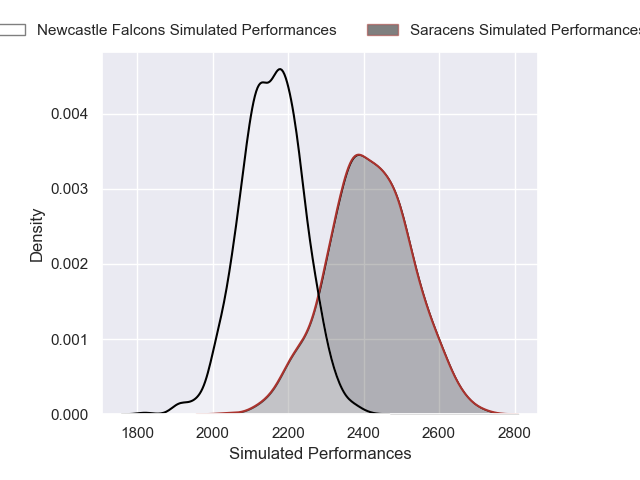 Newcastle Falcons Simulated Performances Saracens Simulated Performances
0.004
0.003
0.002
0.001
0.000
Density
1800 2000 2200 2400 2600 2800
Simulated Performances